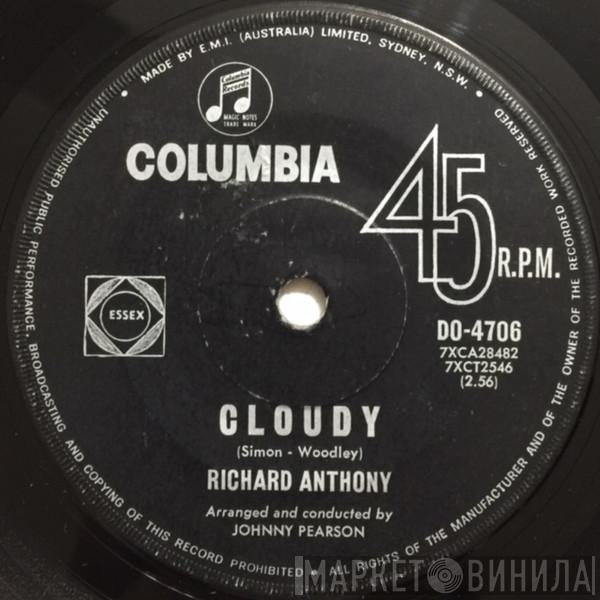 MADE BY E.M.I. (AUSTRALIA) LIMITED, SYDNEY, N.S.W. •
UNAUTHORISED PUBLIC PERFORMANCE, BROADCASTING AND COPYING OF THIS RECORD PROHIBITED • ALL RIGHTS OF THE MANUFACTURER AND OF THE OWNER OF THE RECORDED WORK RESERVED
Columbia
Records
MAGIC NOTES
TRADE MARK
COLUMBIA
45 R.P.M.
ESSEX
DO-4706
7XCA28482
7XCT2546
(2.56)
CLOUDY
(Simon - Woodley)
RICHARD ANTHONY
Arranged and conducted by
JOHNNY PEARSON
МАРКЕТ ВИНИЛА